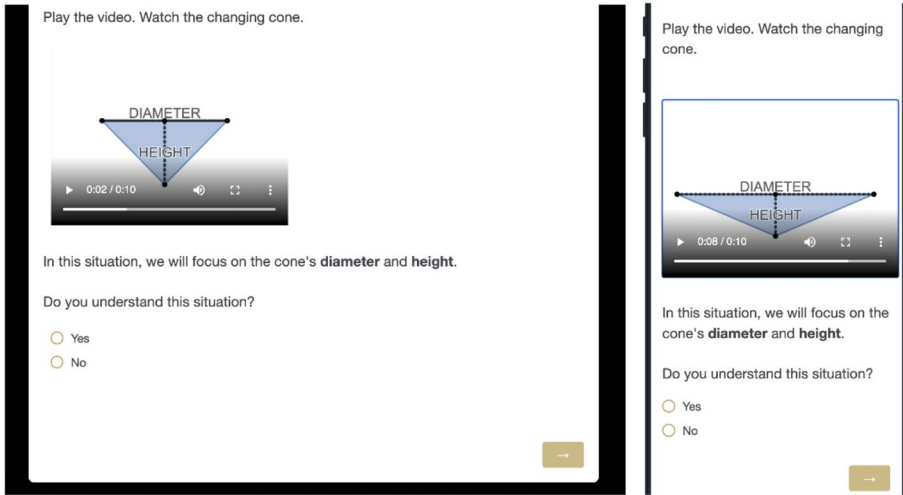 Play the video. Watch the changing cone.
DIAMETER
HEIGHT
0:02 / 0:10
In this situation, we will focus on the cone's diameter and height.
Do you understand this situation?
Yes
No
→
Play the video. Watch the changing
cone.
DIAMETER
HEIGHT
0:08 / 0:10
In this situation, we will focus on the
cone's diameter and height.
Do you understand this situation?
Yes
No
→